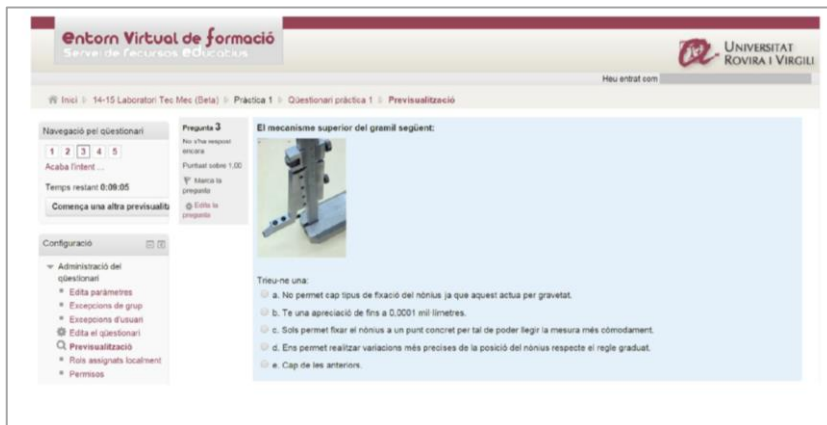 entorn Virtual de formació
Servei de recursos educatius
UNIVERSITAT
ROVIRA I VIRGILI
Heu entrat com
Inici 14-15 Laboratori Tec Mec (Beta) Pràctica 1 Qüestionari pràctica 1 Previsualització
Navegació pel qüestionari
1 2 3 4 5
Acaba l'intent ...
Temps restant 0:09:05
Comença una altra previsualitz
Configuració
Administració del
qüestionari
Edita paràmetres
Excepcions de grup
Excepcions d'usuari
Edita el qüestionari
Previsualització
Rols assignats localment
Permisos
Pregunta 3
No s'ha respost
encara
Puntuat sobre 1,00
Marca la
pregunta
Edita la
pregunta
El mecanisme superior del gramil següent:
Trieu-ne una:
a. No permet cap tipus de fixació del nònius ja que aquest actua per gravetat.
b. Te una apreciació de fins a 0,0001 mil·límetres.
c. Sols permet fixar el nònius a un punt concret per tal de poder llegir la mesura més còmodament.
d. Ens permet realitzar variacions més precises de la posició del nònius respecte el regle graduat.
e. Cap de les anteriors.